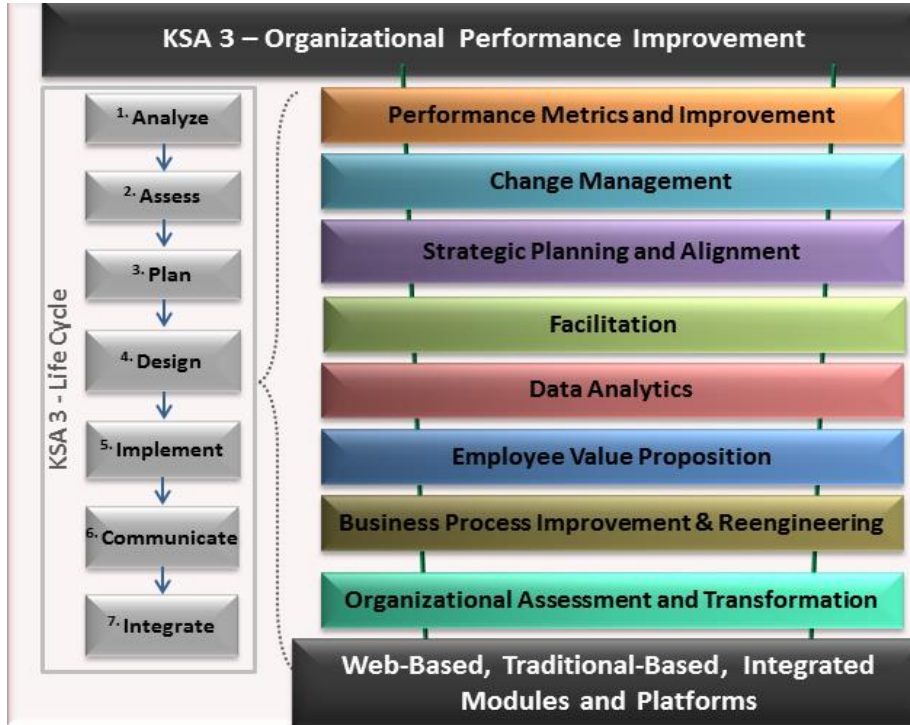 KSA 3 – Organizational Performance Improvement
KSA 3 - Life Cycle
1. Analyze
2. Assess
3. Plan
4. Design
5. Implement
6. Communicate
7. Integrate
Performance Metrics and Improvement
Change Management
Strategic Planning and Alignment
Facilitation
Data Analytics
Employee Value Proposition
Business Process Improvement & Reengineering
Organizational Assessment and Transformation
Web-Based, Traditional-Based, Integrated
Modules and Platforms